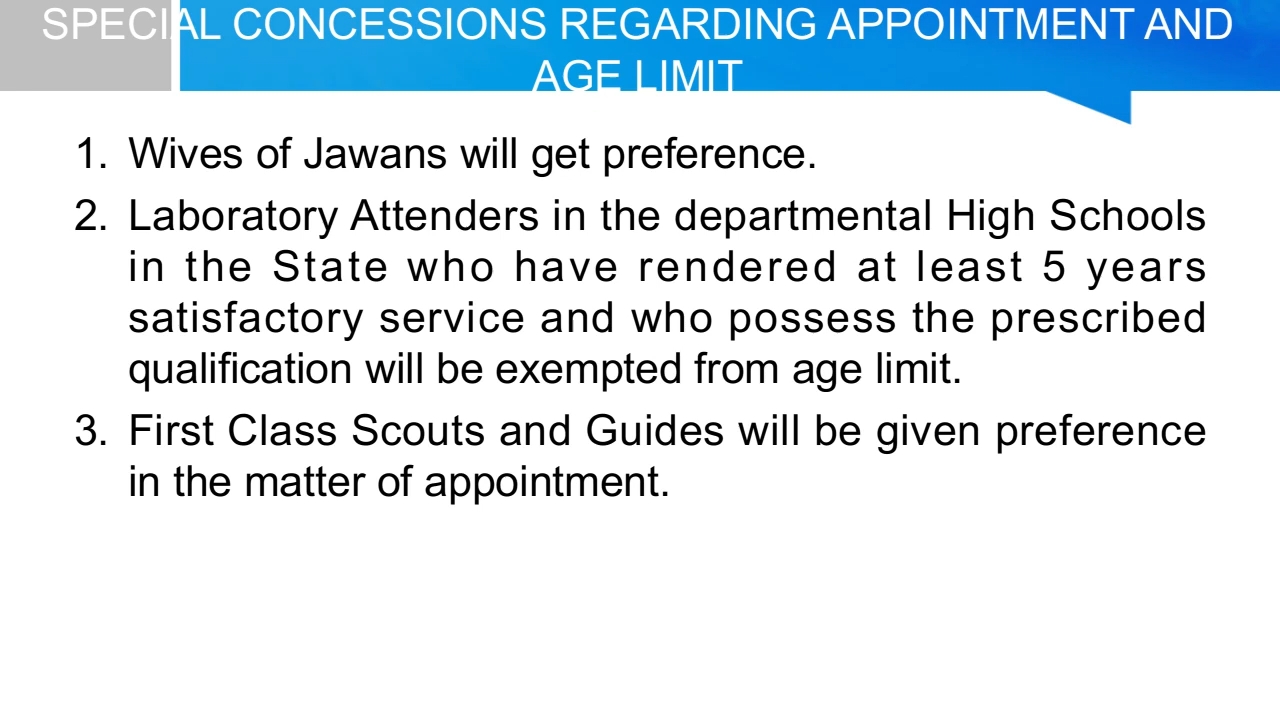 SPECIAL CONCESSIONS REGARDING APPOINTMENT AND
AGE LIMIT
1. Wives of Jawans will get preference.
2. Laboratory Attenders in the departmental High Schools
in the State who have rendered at least 5 years
satisfactory service and who possess the prescribed
qualification will be exempted from age limit.
3. First Class Scouts and Guides will be given preference
in the matter of appointment.